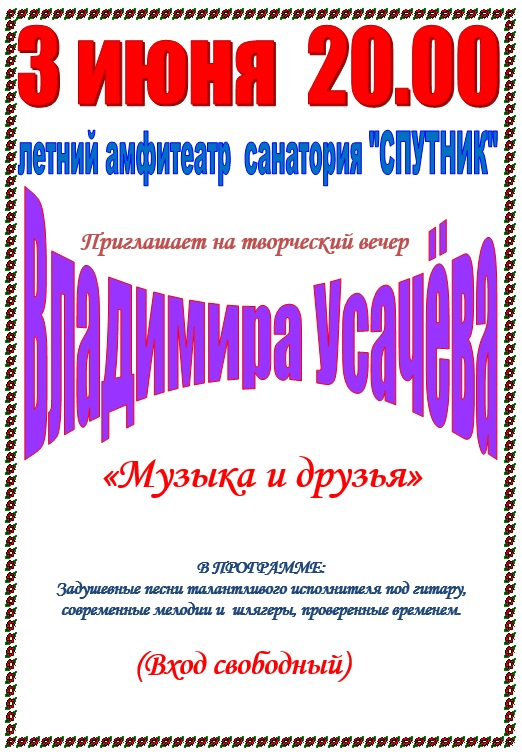 3 июня 20.00
летний амфитеатр санатория "СПУТНИК"
Приглашает на творческий вечер
Владимира Усачёва
«Музыка и друзья»
В ПРОГРАММЕ:
Задушевные песни талантливого исполнителя под гитару,
современные мелодии и шлягеры, проверенные временем.
(Вход свободный)